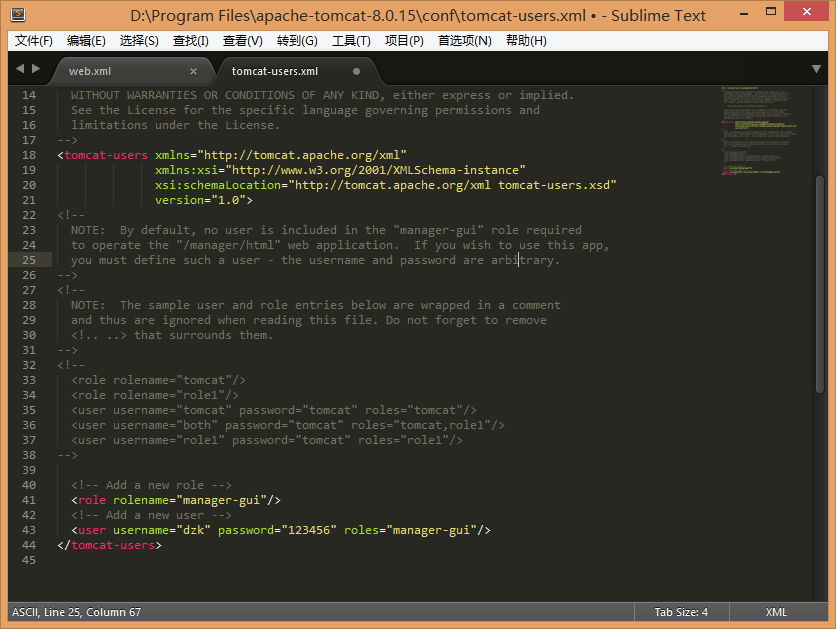 D:\Program Files\apache-tomcat-8.0.15\conf\tomcat-users.xml • - Sublime Text
文件(F) 编辑(E) 选择(S) 查找(I) 查看(V) 转到(G) 工具(T) 项目(P) 首选项(N) 帮助(H)
web.xml × tomcat-users.xml
14 WITHOUT WARRANTIES OR CONDITIONS OF ANY KIND, either express or implied.
15 See the License for the specific language governing permissions and
16 limitations under the License.
17 -->
18 <tomcat-users xmlns="http://tomcat.apache.org/xml"
19 xmlns:xsi="http://www.w3.org/2001/XMLSchema-instance"
20 xsi:schemaLocation="http://tomcat.apache.org/xml tomcat-users.xsd"
21 version="1.0">
22 <!--
23 NOTE:  By default, no user is included in the "manager-gui" role required
24 to operate the "/manager/html" web application.  If you wish to use this app,
25 you must define such a user - the username and password are arbitrary.
26 -->
27 <!--
28 NOTE:  The sample user and role entries below are wrapped in a comment
29 and thus are ignored when reading this file. Do not forget to remove
30 <!.. ..> that surrounds them.
31 -->
32 <!--
33 <role rolename="tomcat"/>
34 <role rolename="role1"/>
35 <user username="tomcat" password="tomcat" roles="tomcat"/>
36 <user username="both" password="tomcat" roles="tomcat,role1"/>
37 <user username="role1" password="tomcat" roles="role1"/>
38 -->
39
40 <!-- Add a new role -->
41 <role rolename="manager-gui"/>
42 <!-- Add a new user -->
43 <user username="dzk" password="123456" roles="manager-gui"/>
44 </tomcat-users>
45
ASCII, Line 25, Column 67 Tab Size: 4 XML